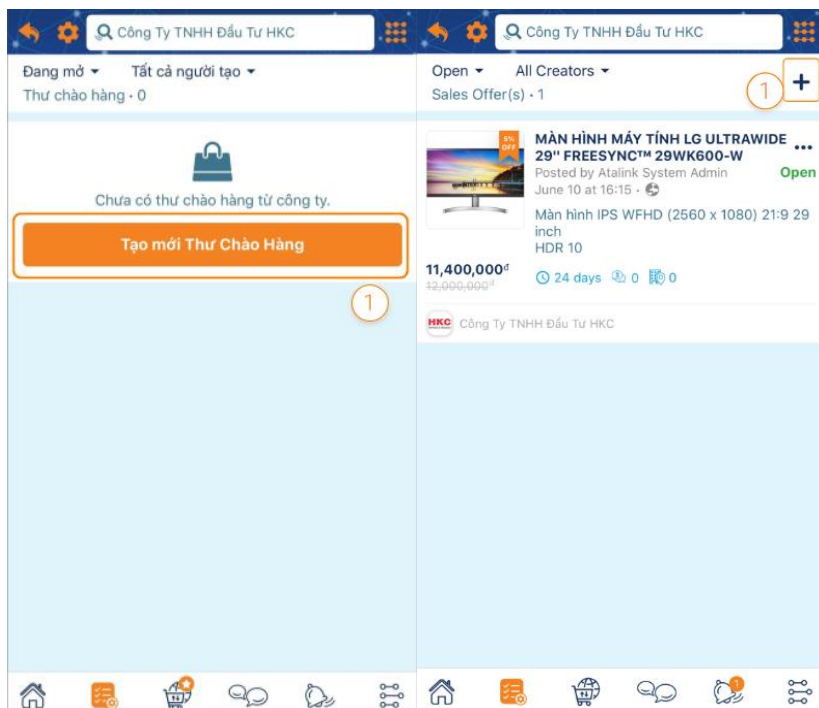 Công Ty TNHH Đầu Tư HKC
Đang mở
Tất cả người tạo
Thư chào hàng • 0
Chưa có thư chào hàng từ công ty.
Tạo mới Thư Chào Hàng
1
Công Ty TNHH Đầu Tư HKC
Open
All Creators
Sales Offer(s) • 1
1
+
5%
OFF
MÀN HÌNH MÁY TÍNH LG ULTRAWIDE
29" FREESYNC™ 29WK600-W
Posted by Atalink System Admin
Open
June 10 at 16:15 •
Màn hình IPS WFHD (2560 x 1080) 21:9 29
inch
HDR 10
11,400,000đ
12,000,000đ
24 days 0 0
HKC
Công Ty TNHH Đầu Tư HKC
1